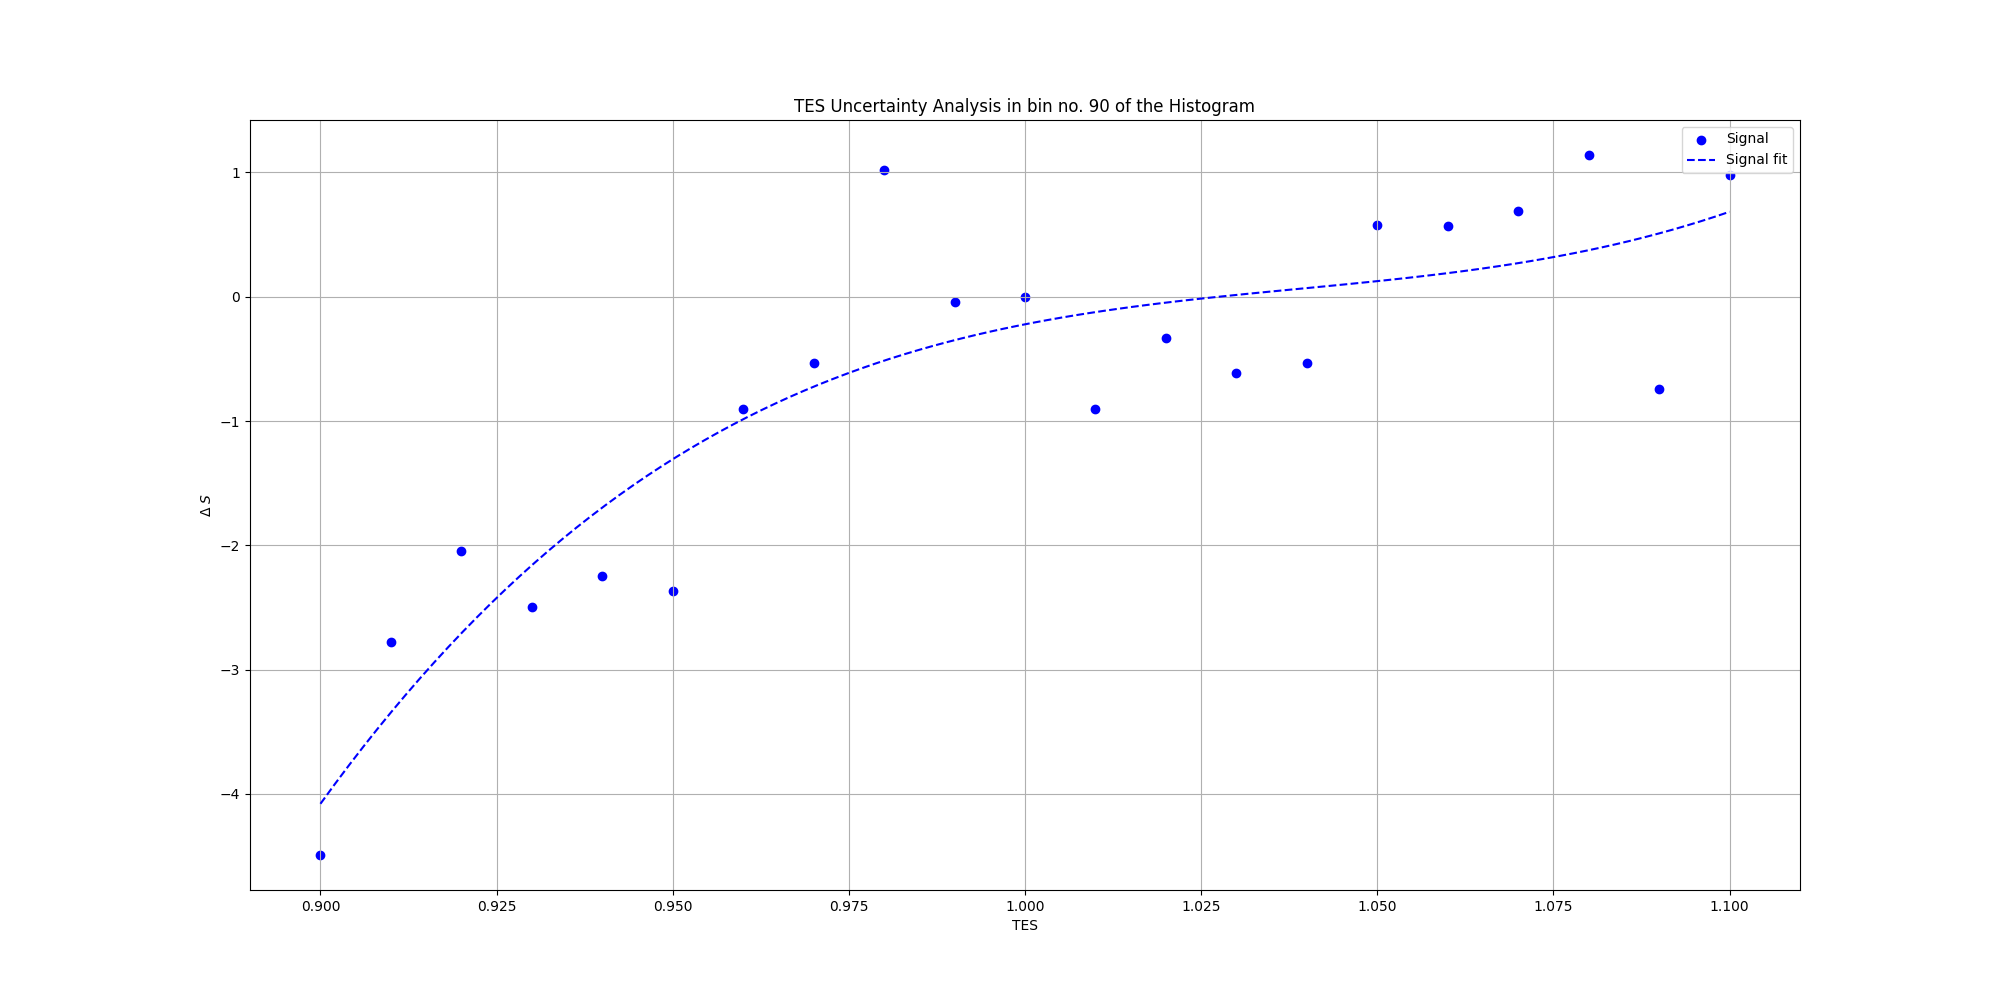 TES Uncertainty Analysis in bin no. 90 of the Histogram
Signal
Signal fit
1
0
−1
−2
−3
−4
Δ S
0.900 0.925 0.950 0.975 1.000 1.025 1.050 1.075 1.100
TES